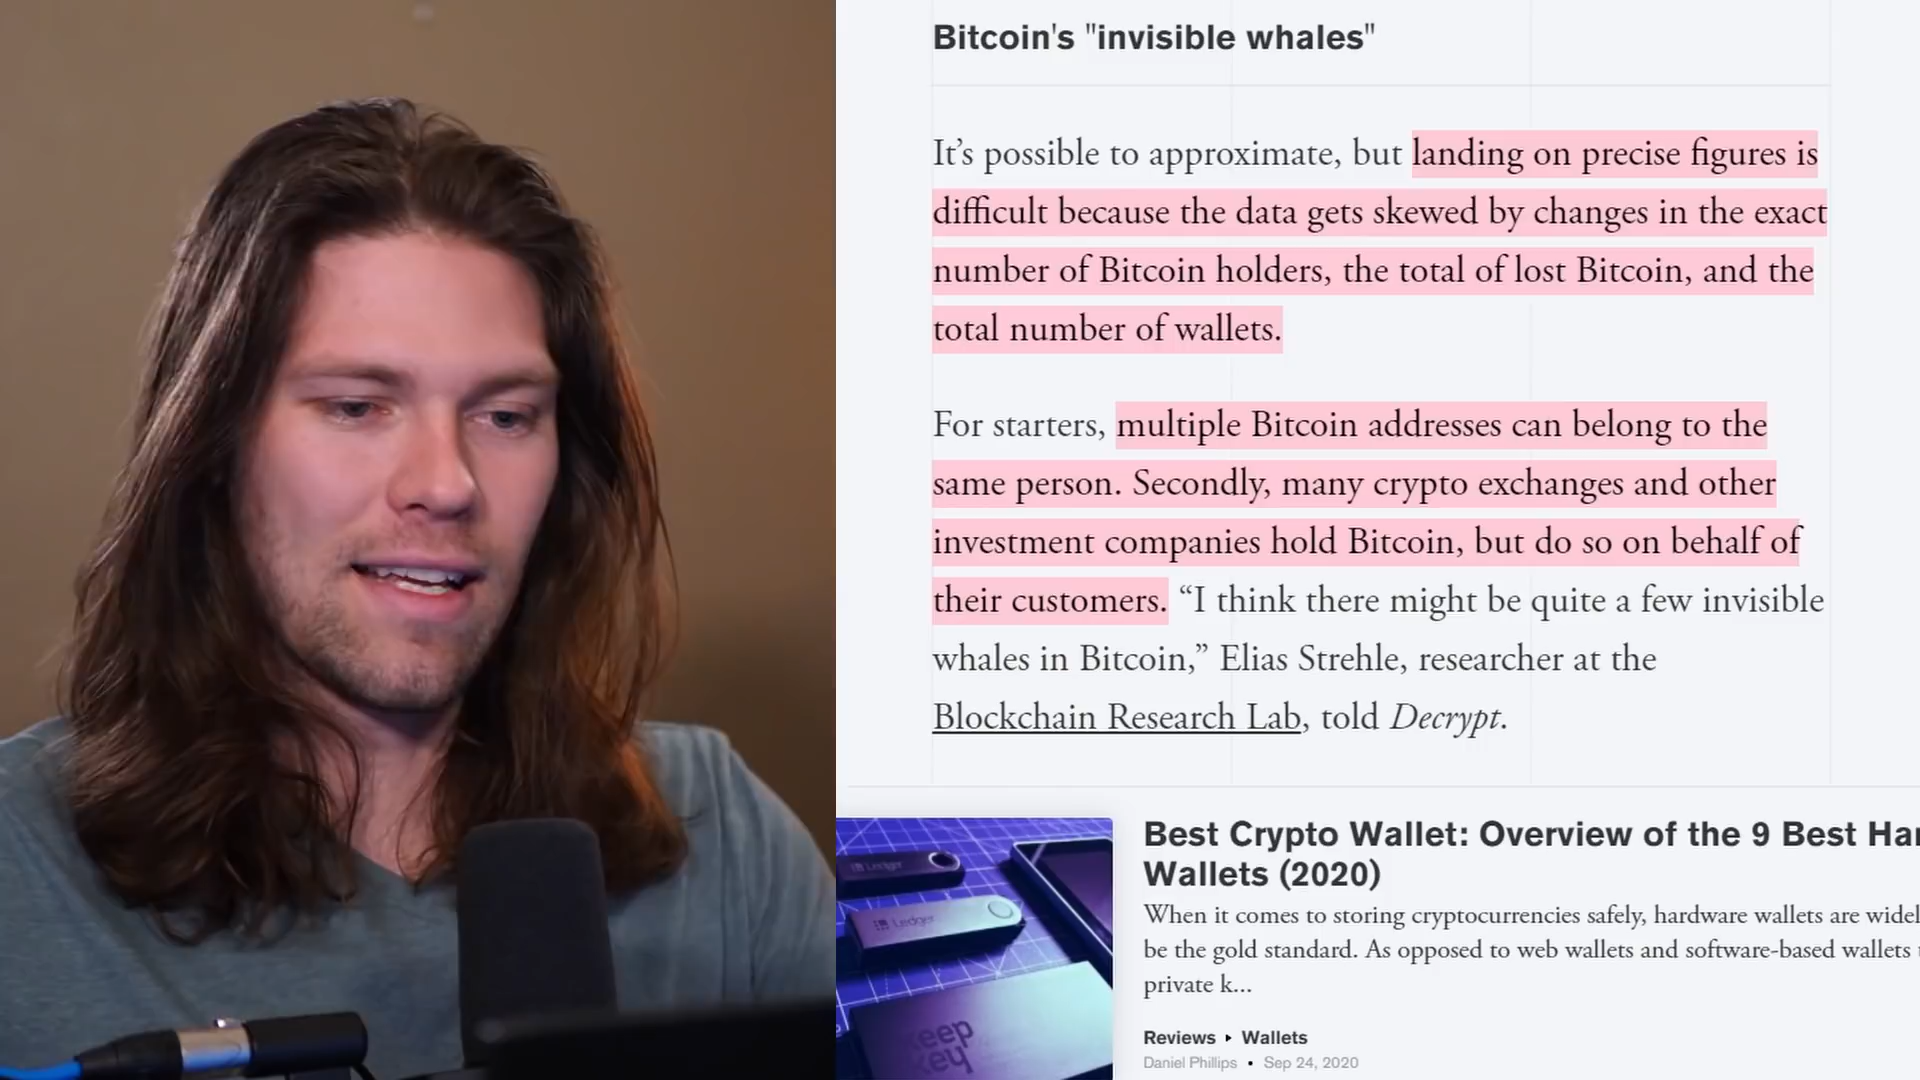 Bitcoin's "invisible whales"
It’s possible to approximate, but landing on precise figures is
difficult because the data gets skewed by changes in the exact
number of Bitcoin holders, the total of lost Bitcoin, and the
total number of wallets.
For starters, multiple Bitcoin addresses can belong to the
same person. Secondly, many crypto exchanges and other
investment companies hold Bitcoin, but do so on behalf of
their customers. “I think there might be quite a few invisible
whales in Bitcoin,” Elias Strehle, researcher at the
Blockchain Research Lab, told Decrypt.
Best Crypto Wallet: Overview of the 9 Best
Wallets (2020)
When it comes to storing cryptocurrencies safely, hardware wallets are
be the gold standard. As opposed to web wallets and software-based wallets
private k...
Reviews ▸ Wallets
Daniel Phillips • Sep 24, 2020
Ledger
Ledger
keep
key